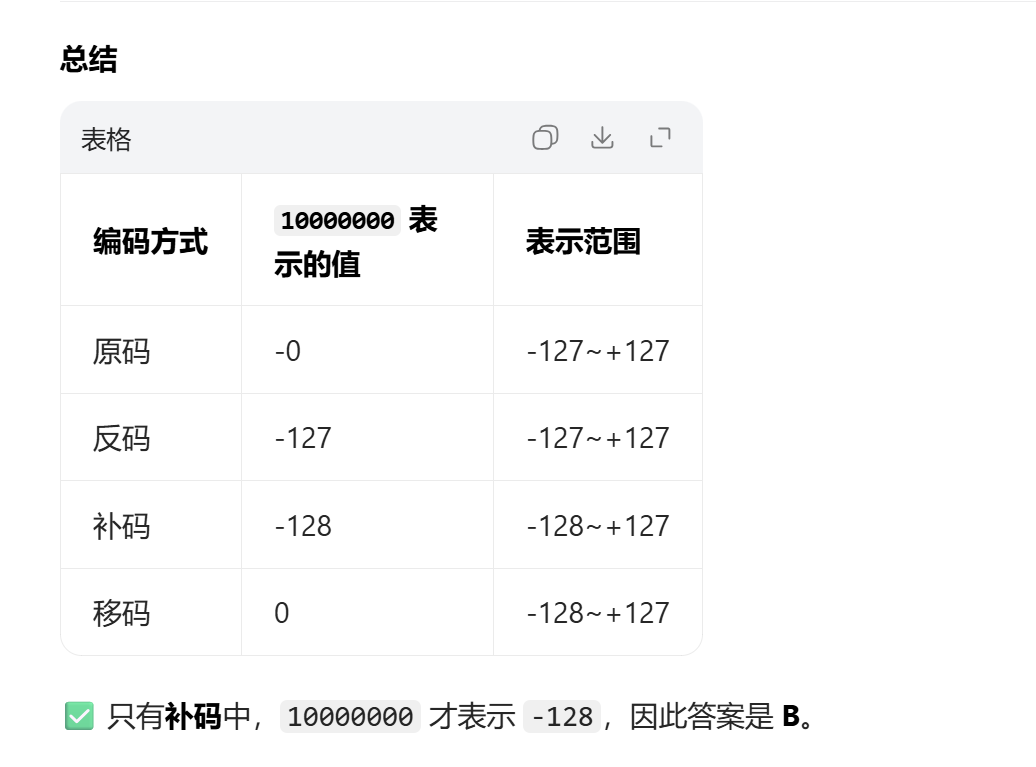 总结
表格
编码方式
10000000 表
示的值
表示范围
原码
-0
-127~+127
反码
-127
-127~+127
补码
-128
-128~+127
移码
0
-128~+127
✅ 只有补码中，10000000 才表示 -128，因此答案是 B。